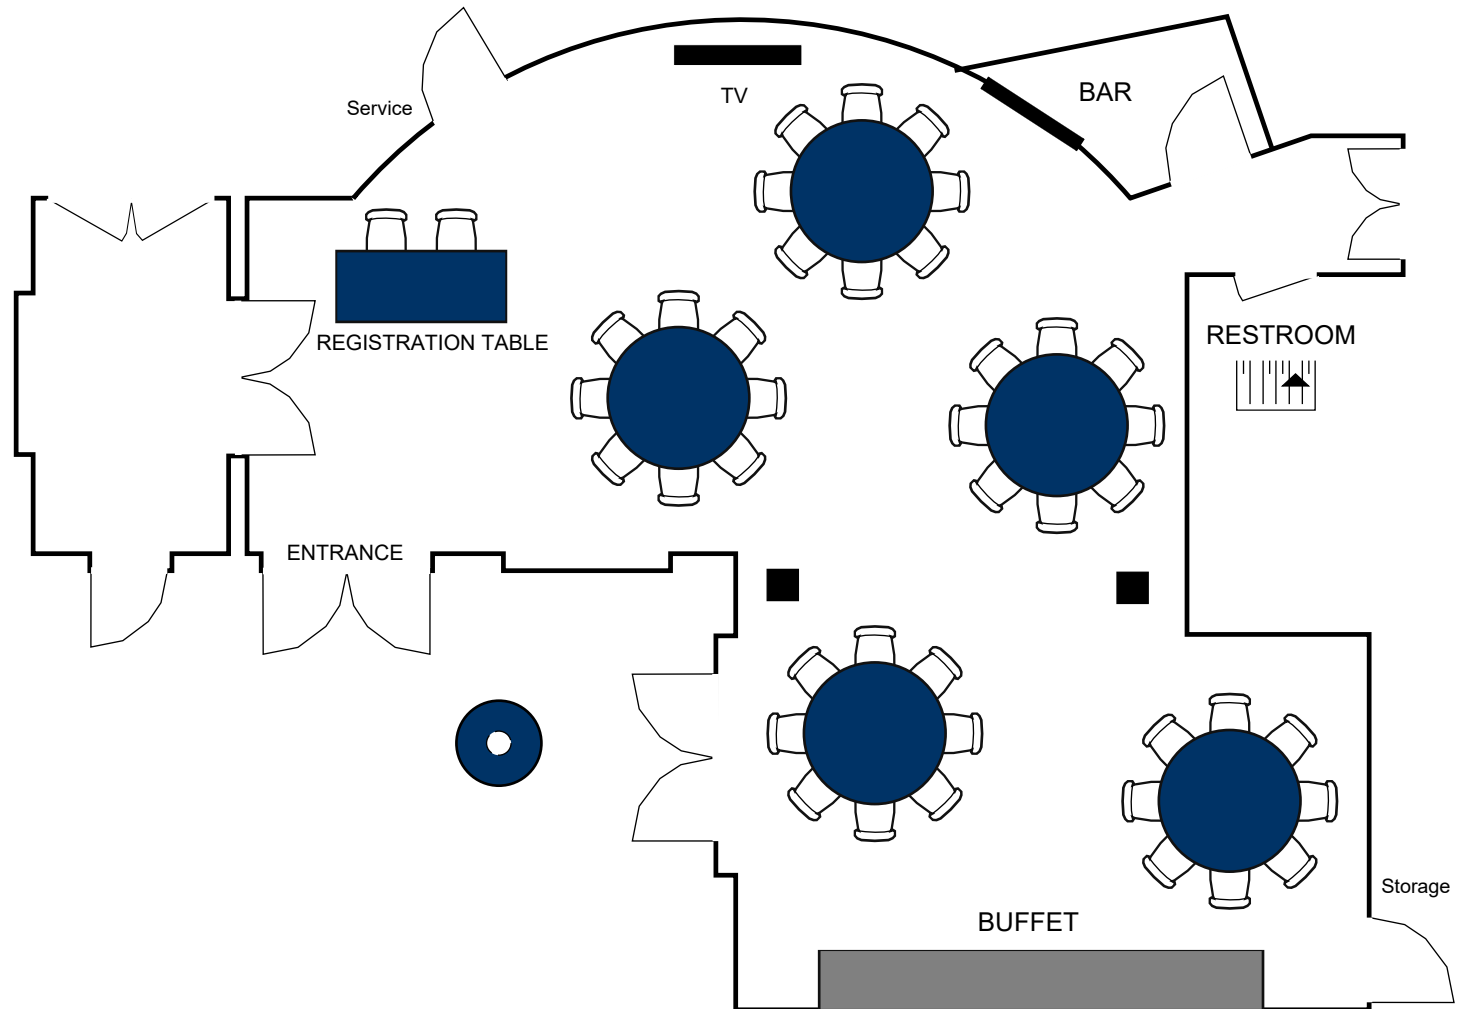 Service
TV
BAR
REGISTRATION TABLE
RESTROOM
ENTRANCE
Storage
BUFFET